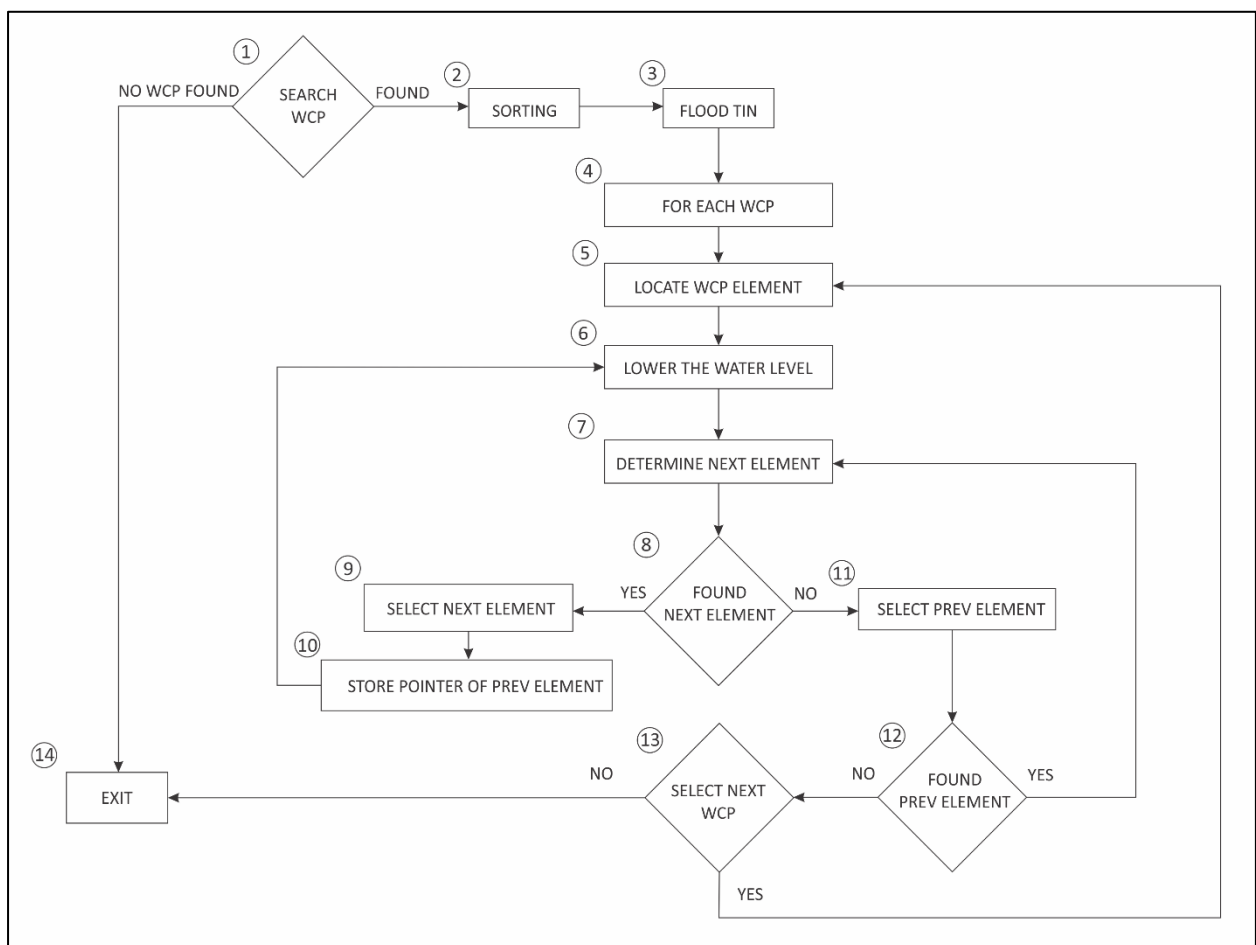 1
NO WCP FOUND
SEARCH
WCP
FOUND
2
SORTING
3
FLOOD TIN
4
FOR EACH WCP
5
LOCATE WCP ELEMENT
6
LOWER THE WATER LEVEL
7
DETERMINE NEXT ELEMENT
8
FOUND
NEXT ELEMENT
YES
NO
9
SELECT NEXT ELEMENT
10
STORE POINTER OF PREV ELEMENT
11
SELECT PREV ELEMENT
12
FOUND
PREV ELEMENT
NO
YES
13
SELECT NEXT
WCP
NO
YES
14
EXIT